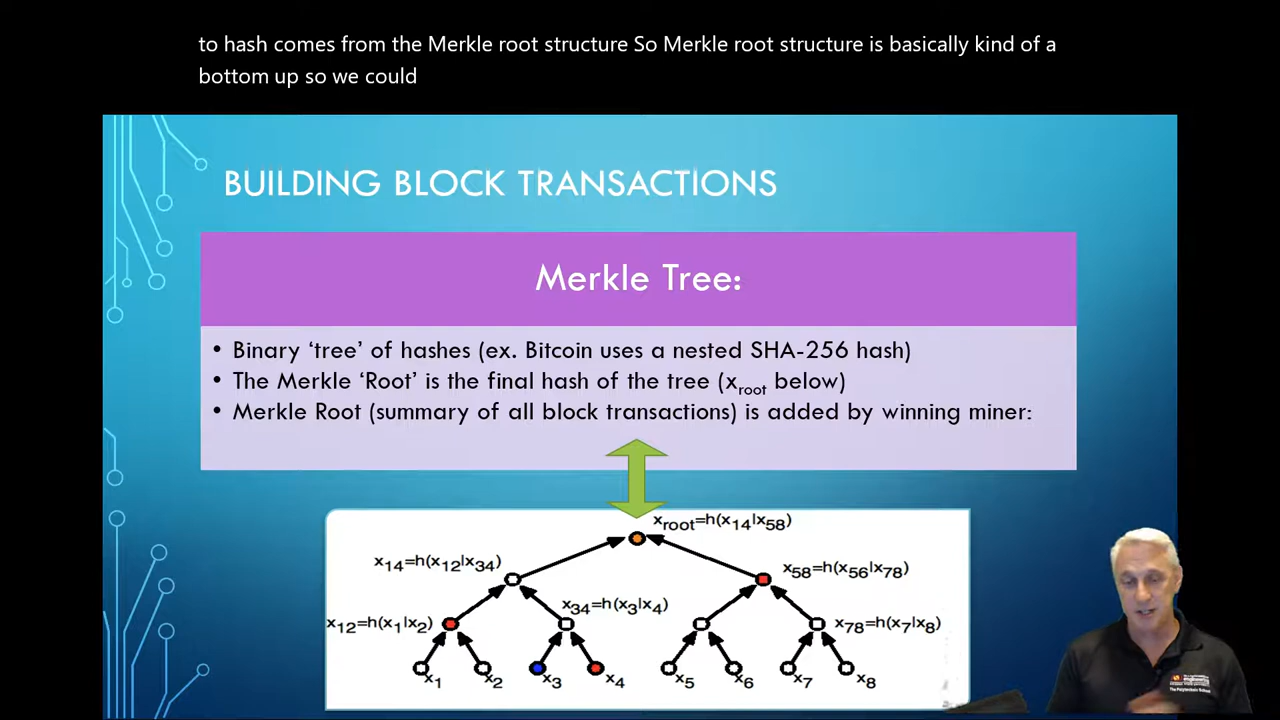 to hash comes from the Merkle root structure So Merkle root structure is basically kind of a
bottom up so we could
BUILDING BLOCK TRANSACTIONS
Merkle Tree:
• Binary ‘tree’ of hashes (ex. Bitcoin uses a nested SHA-256 hash)
• The Merkle ‘Root’ is the final hash of the tree (xroot below)
• Merkle Root (summary of all block transactions) is added by winning miner:
xroot=h(x14|x58)
x14=h(x12|x34)
x58=h(x56|x78)
x34=h(x3|x4)
x12=h(x1|x2)
x78=h(x7|x8)
x1 x2 x3 x4 x5 x6 x7 x8